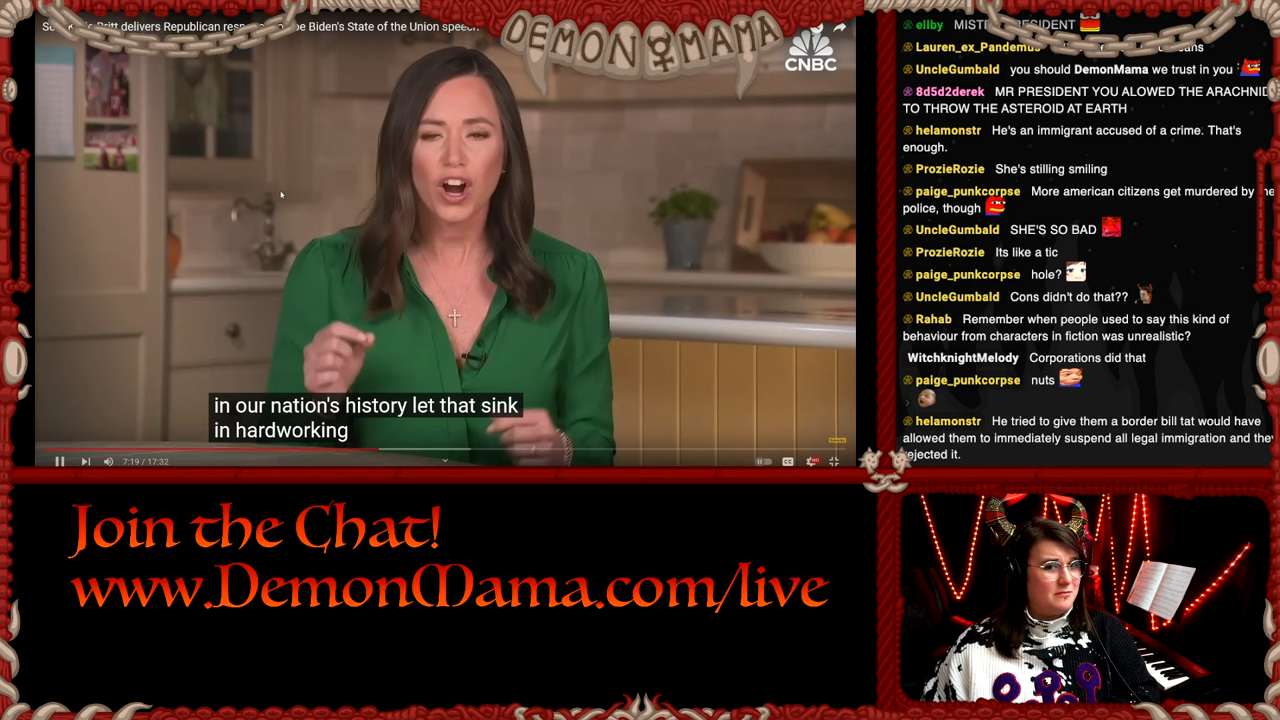 Britt delivers Republican
Biden's State of the Union speech
DEMON MAMA
CNBC
in our nation's history let that sink
in hardworking
7:19 / 17:32
ellby MISTER PRESIDENT
Lauren_ex_Pandemus
UncleGumbald you should DemonMama we trust in you
8d5d2derek MR PRESIDENT YOU ALOWED THE ARACHNID
TO THROW THE ASTEROID AT EARTH
helamonstr He's an immigrant accused of a crime. That's
enough.
ProzieRozie She's stilling smiling
paige_punkcorpse More american citizens get murdered by the
police, though
UncleGumbald SHE'S SO BAD
ProzieRozie Its like a tic
paige_punkcorpse hole?
UncleGumbald Cons didn't do that??
Rahab Remember when people used to say this kind of
behaviour from characters in fiction was unrealistic?
WitchknightMelody Corporations did that
paige_punkcorpse nuts
helamonstr He tried to give them a border bill tat would have
allowed them to immediately suspend all legal immigration and they
rejected it.
Join the Chat!
www.DemonMama.com/live